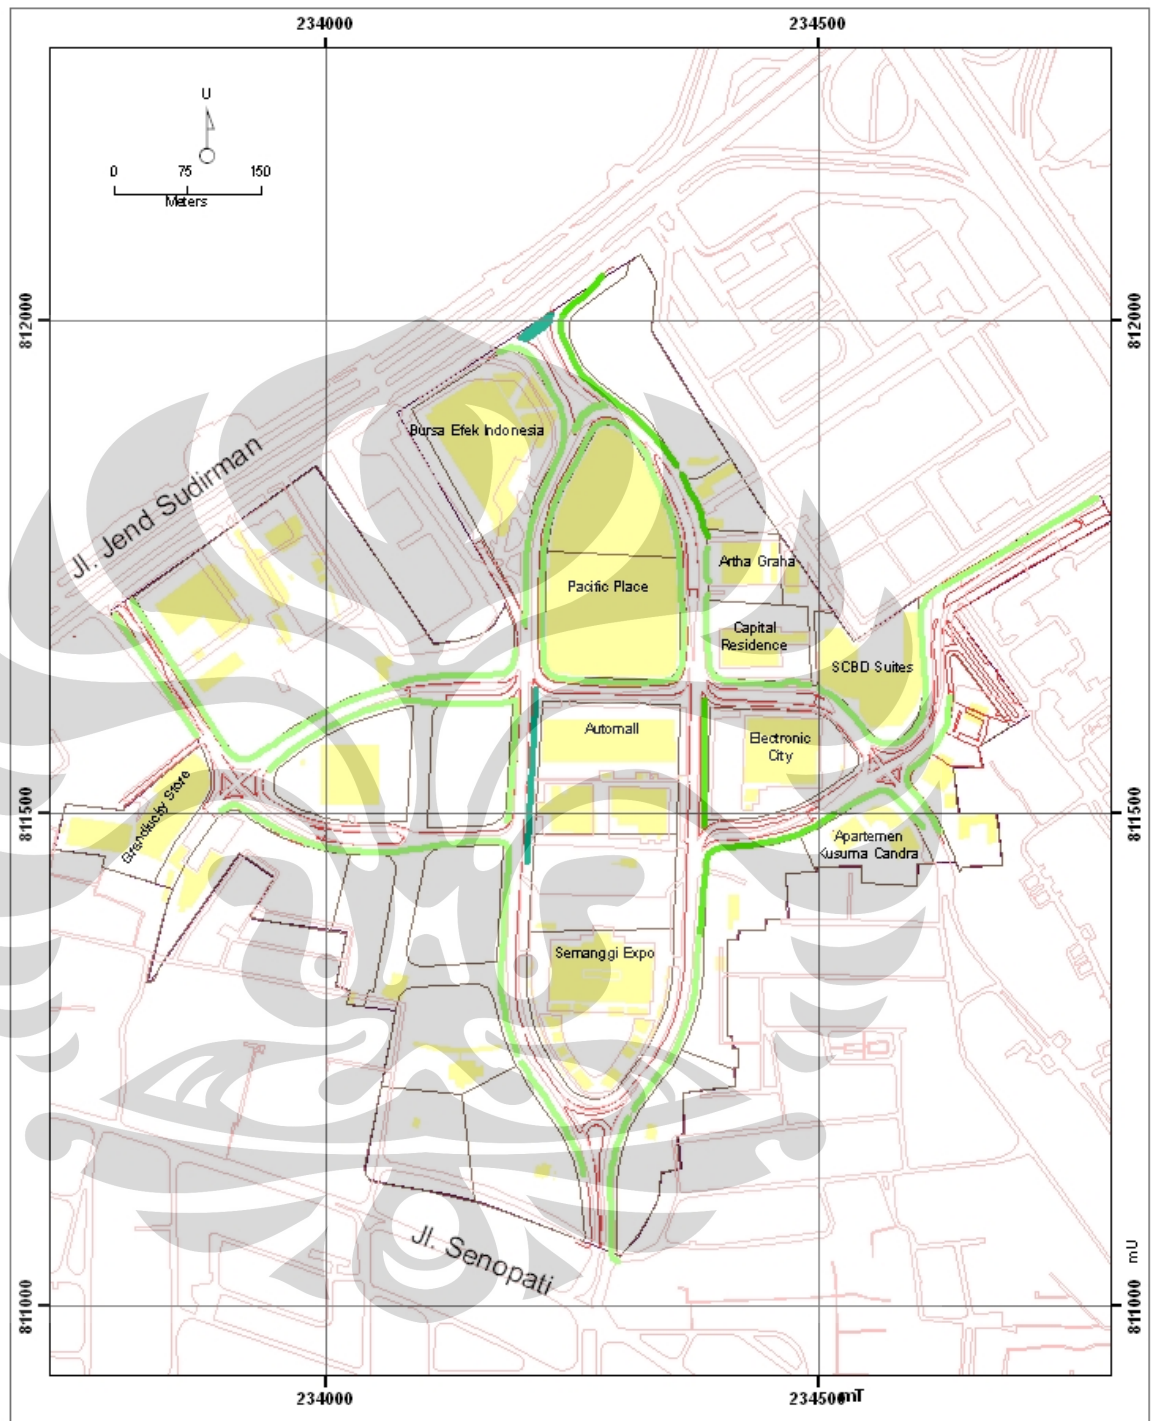 234000
234500
U
0
75
150
Meters
812000
812000
Bursa Efek Indonesia
Jl. Jend Sudirman
Artha Graha
Pacific Place
Capital
Residence
SCBD Suites
Automall
Electronic
City
Grandlucky Store
811500
811500
Apartemen
Kusuma Candra
Semanggi Expo
Jl. Senopati
mU
811000
811000
234000
234500
mT